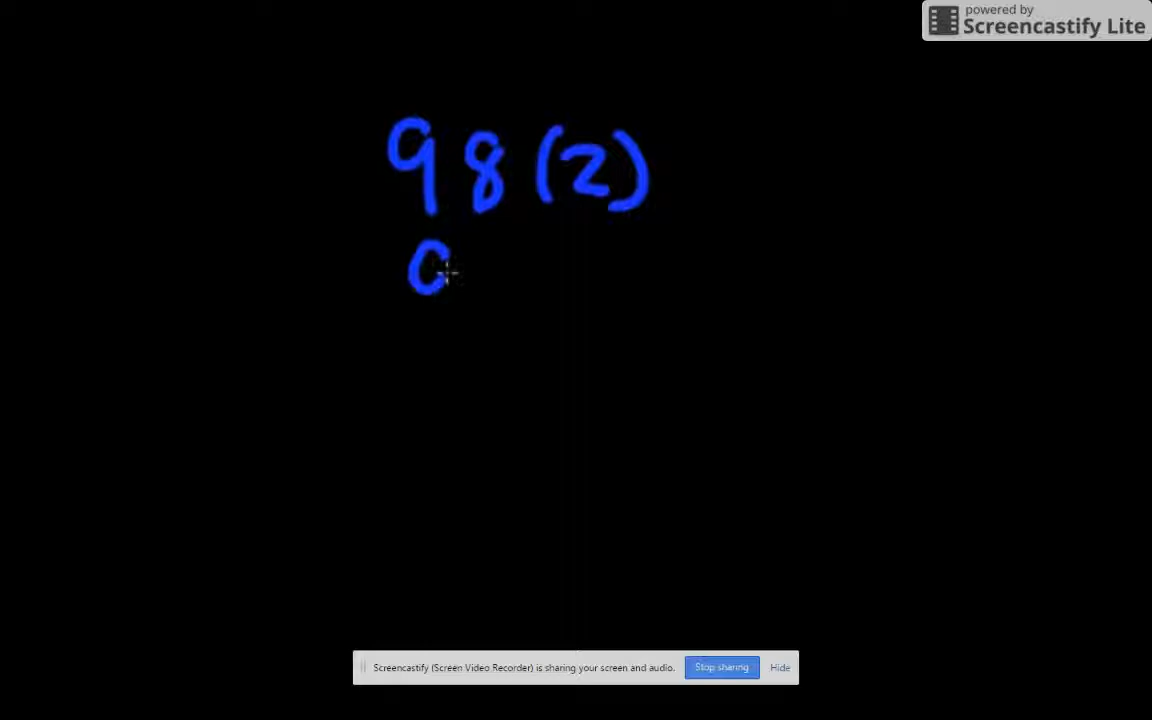 powered by
Screencastify Lite
98(2)
Screencastify (Screen Video Recorder) is sharing your screen and audio. Stop sharing Hide